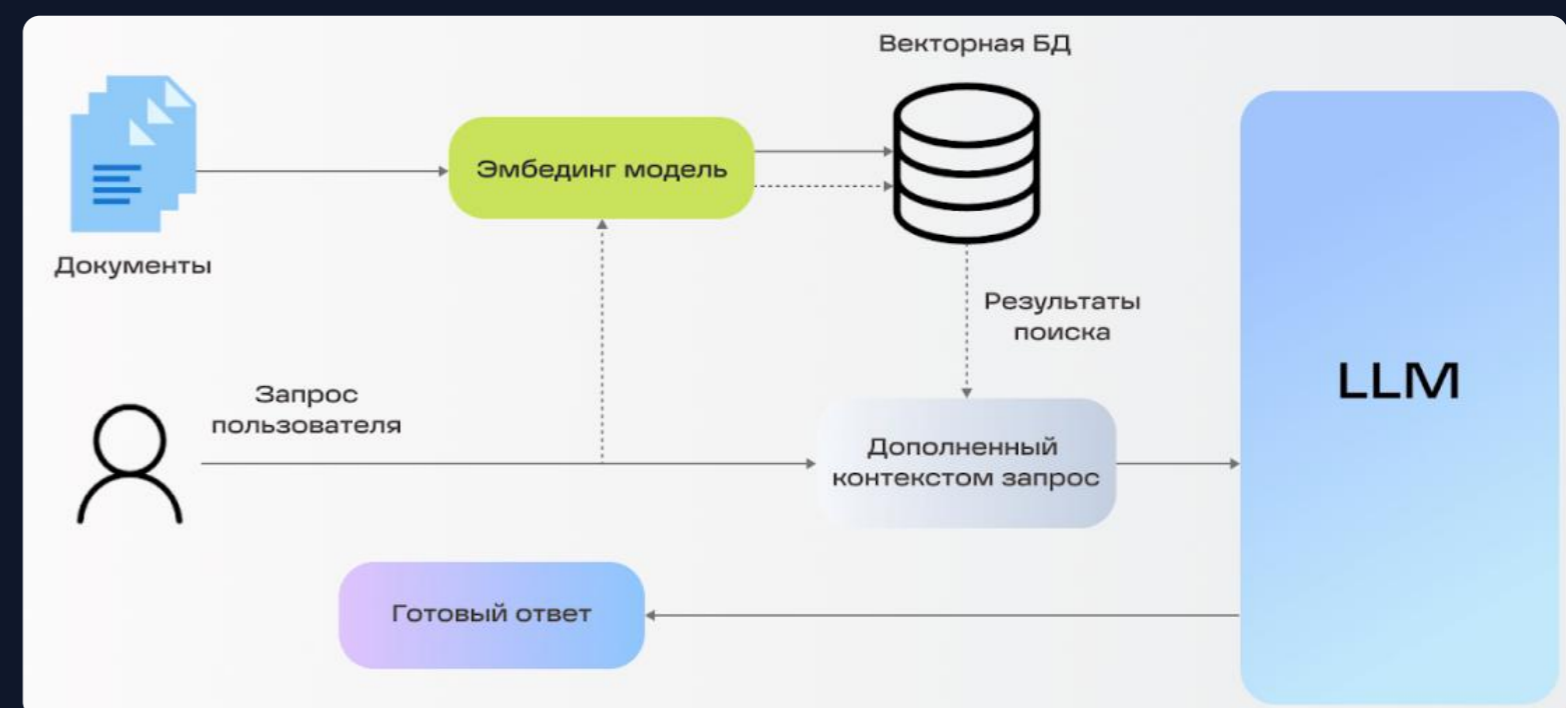 Векторная БД
Эмбединг модель
Документы
Результаты
поиска
LLM
Запрос
пользователя
Дополненный
контекстом запрос
Готовый ответ